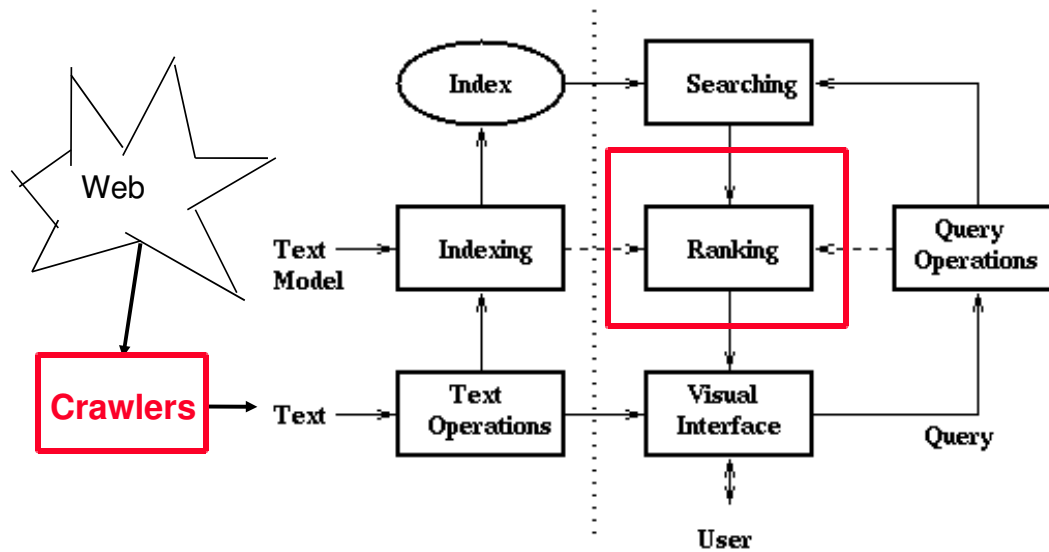 Index
Searching
Web
Text
Model
Indexing
Ranking
Query
Operations
Crawlers
Text
Text
Operations
Visual
Interface
Query
User